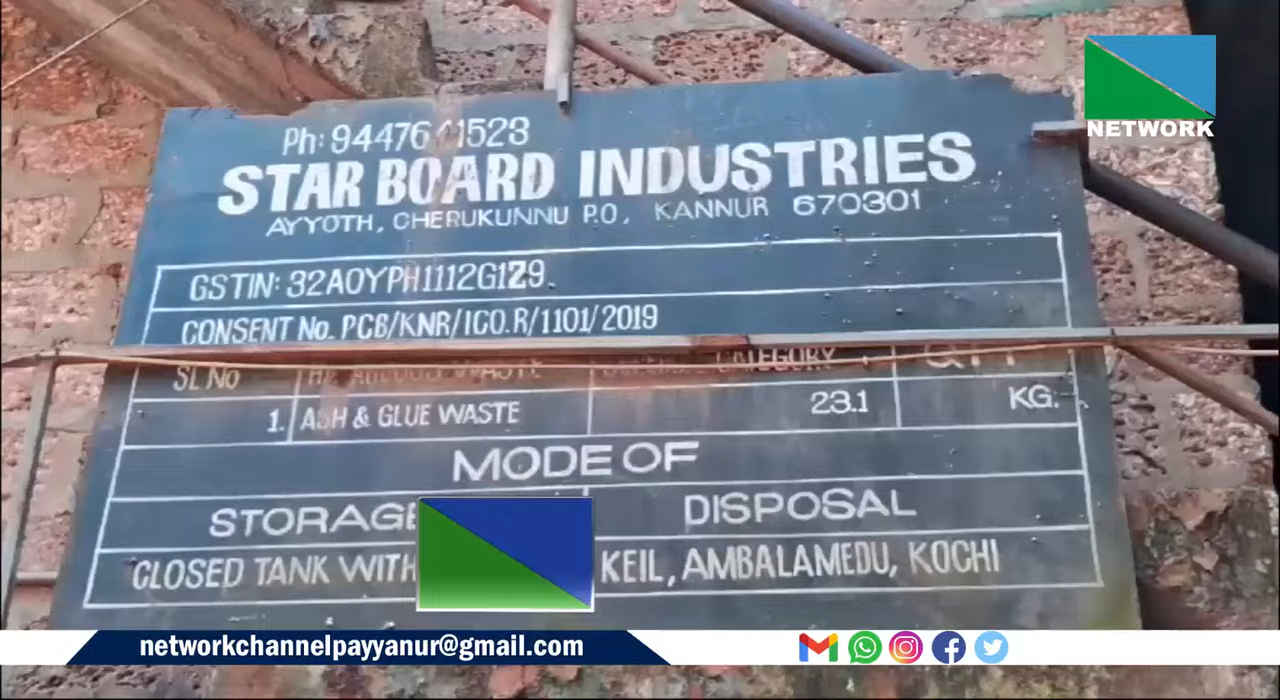 NETWORK
STAR BOARD INDUSTRIES
AYYOTH, CHERUKUNNU P.O, KANNUR 670301
GSTIN: 32AOYPH1112G1Z9.
CONSENT No. PCB/KNR/ICO.R/1101/2019
SL No CATEGORY QTY
1. ASH & GLUE WASTE 23.1 KG.
MODE OF
STORAGE DISPOSAL
CLOSED TANK WITH KEIL, AMBALAMEDU, KOCHI
networkchannelpayyanur@gmail.com